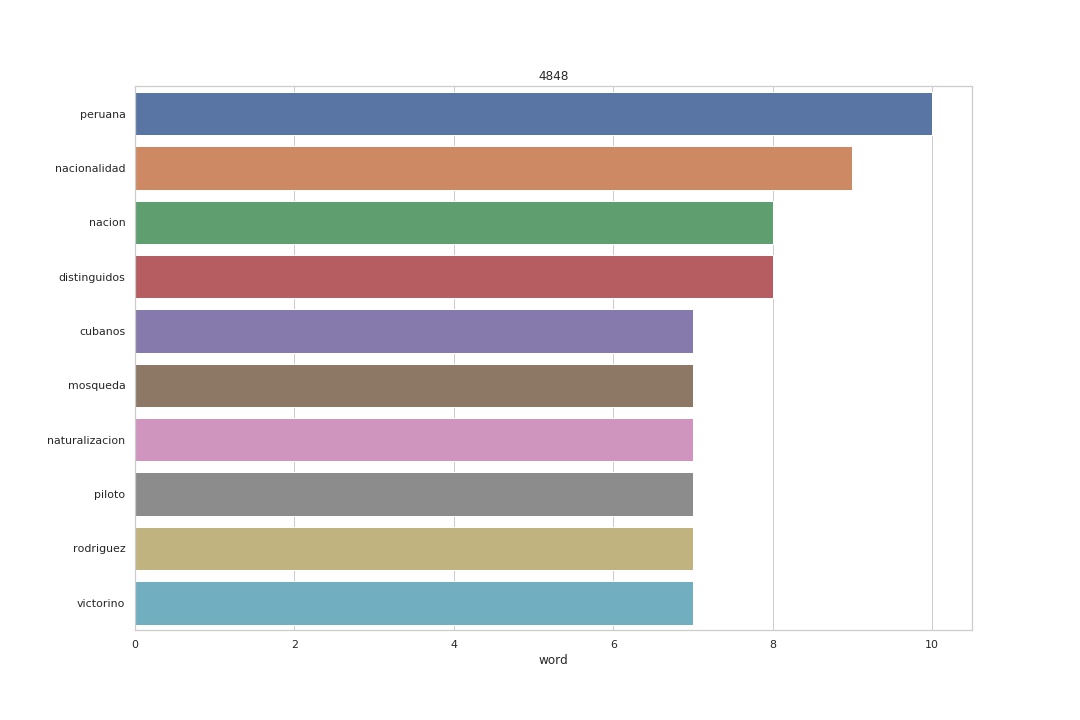 4848
peruana
nacionalidad
nacion
distinguidos
cubanos
mosqueda
naturalizacion
piloto
rodriguez
victorino
0 2 4 6 8 10
word